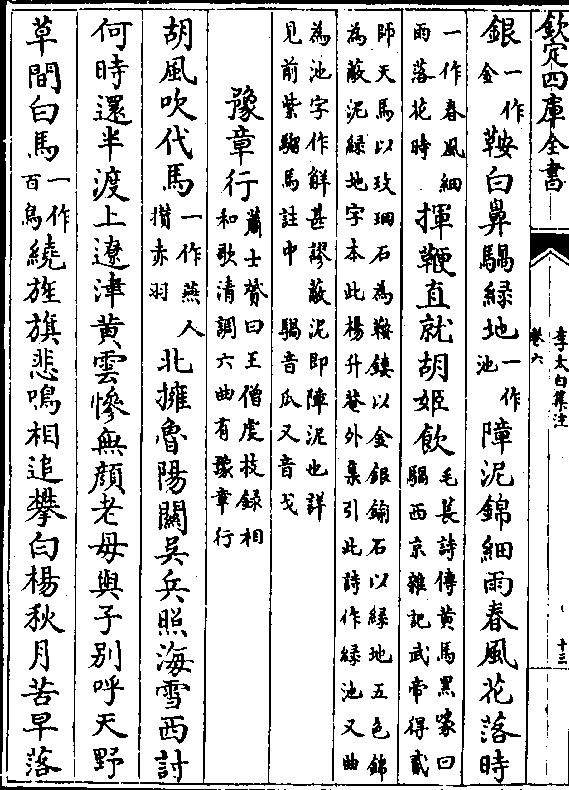 欽定四庫全書
李太白集注
卷六
十三
銀一作金鞍白鼻騧緑地一作池障泥錦細雨春風花落時
一作春風細雨落花時揮鞭直就胡姬飲毛萇詩傳黄馬黒喙曰騧西京雜記武帝得貳
師天馬以玫瑰石為鞍鏤以金銀鍮石以緑地五色錦為蔽泥緑地字本此楊升菴外集引此詩作緑池又曲
為池字作解甚謬蔽泥即障泥也詳見前紫騮馬註中 騧音瓜又音戈
豫章行蕭士贇曰王僧虔技録相和歌清調六曲有豫章行
胡風吹代馬一作燕人攢赤羽北擁魯陽關吳兵照海雪西討
何時還半渡上遼津黄雲慘無顔老母與子别呼天野
草間白馬一作百鳥繞旌旗悲鳴相追攀白楊秋月苦早落